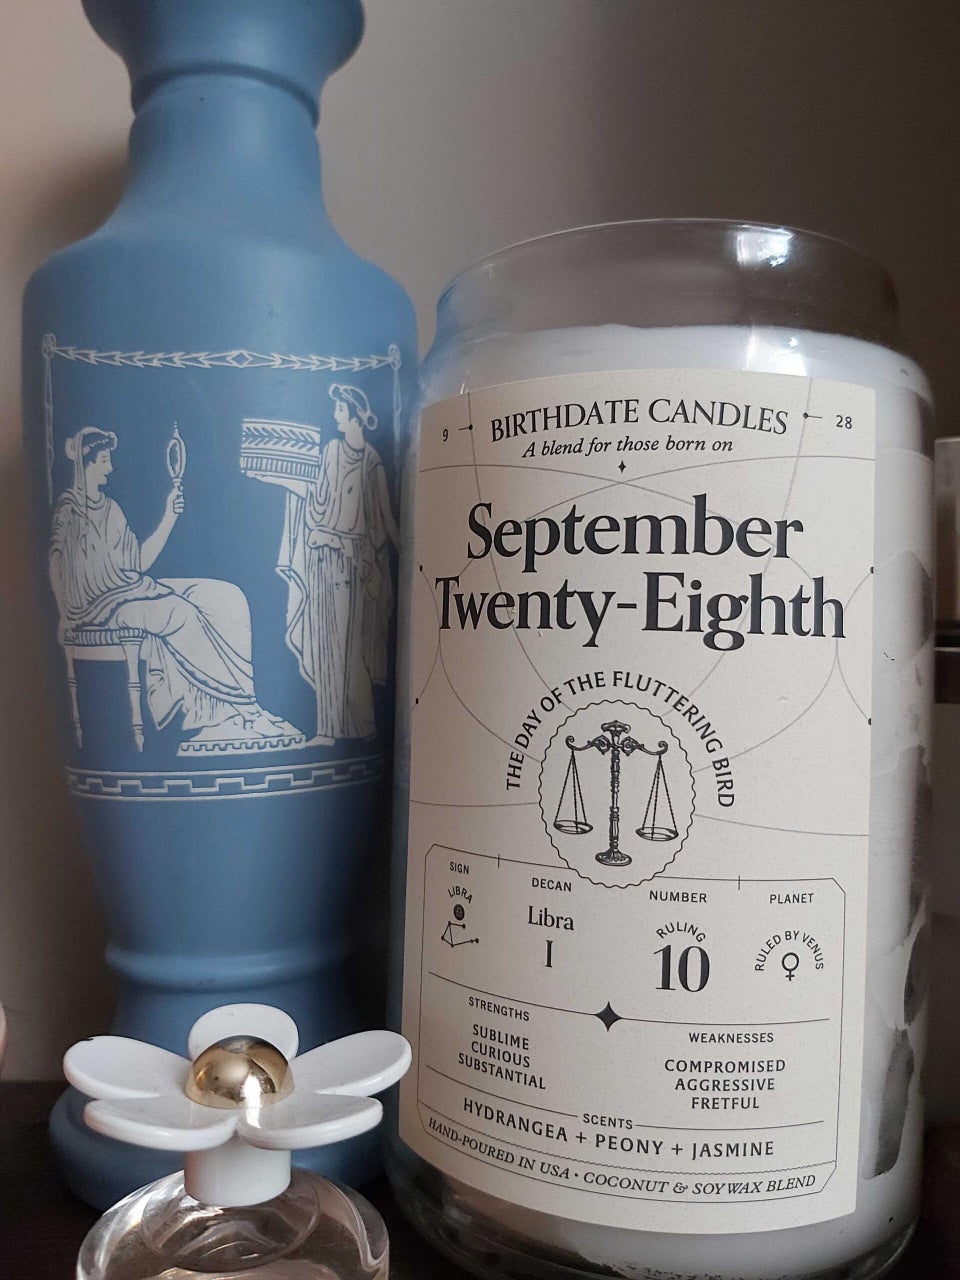 9
BIRTHDATE CANDLES
28
A blend for those born on
September
Twenty-Eighth
THE DAY OF THE FLUTTERING BIRD
SIGN
LIBRA
DECAN
Libra
I
NUMBER
RULING
10
PLANET
RULED BY VENUS
STRENGTHS
SUBLIME
CURIOUS
SUBSTANTIAL
WEAKNESSES
COMPROMISED
AGGRESSIVE
FRETFUL
SCENTS
HYDRANGEA + PEONY + JASMINE
HAND-POURED IN USA • COCONUT & SOY WAX BLEND